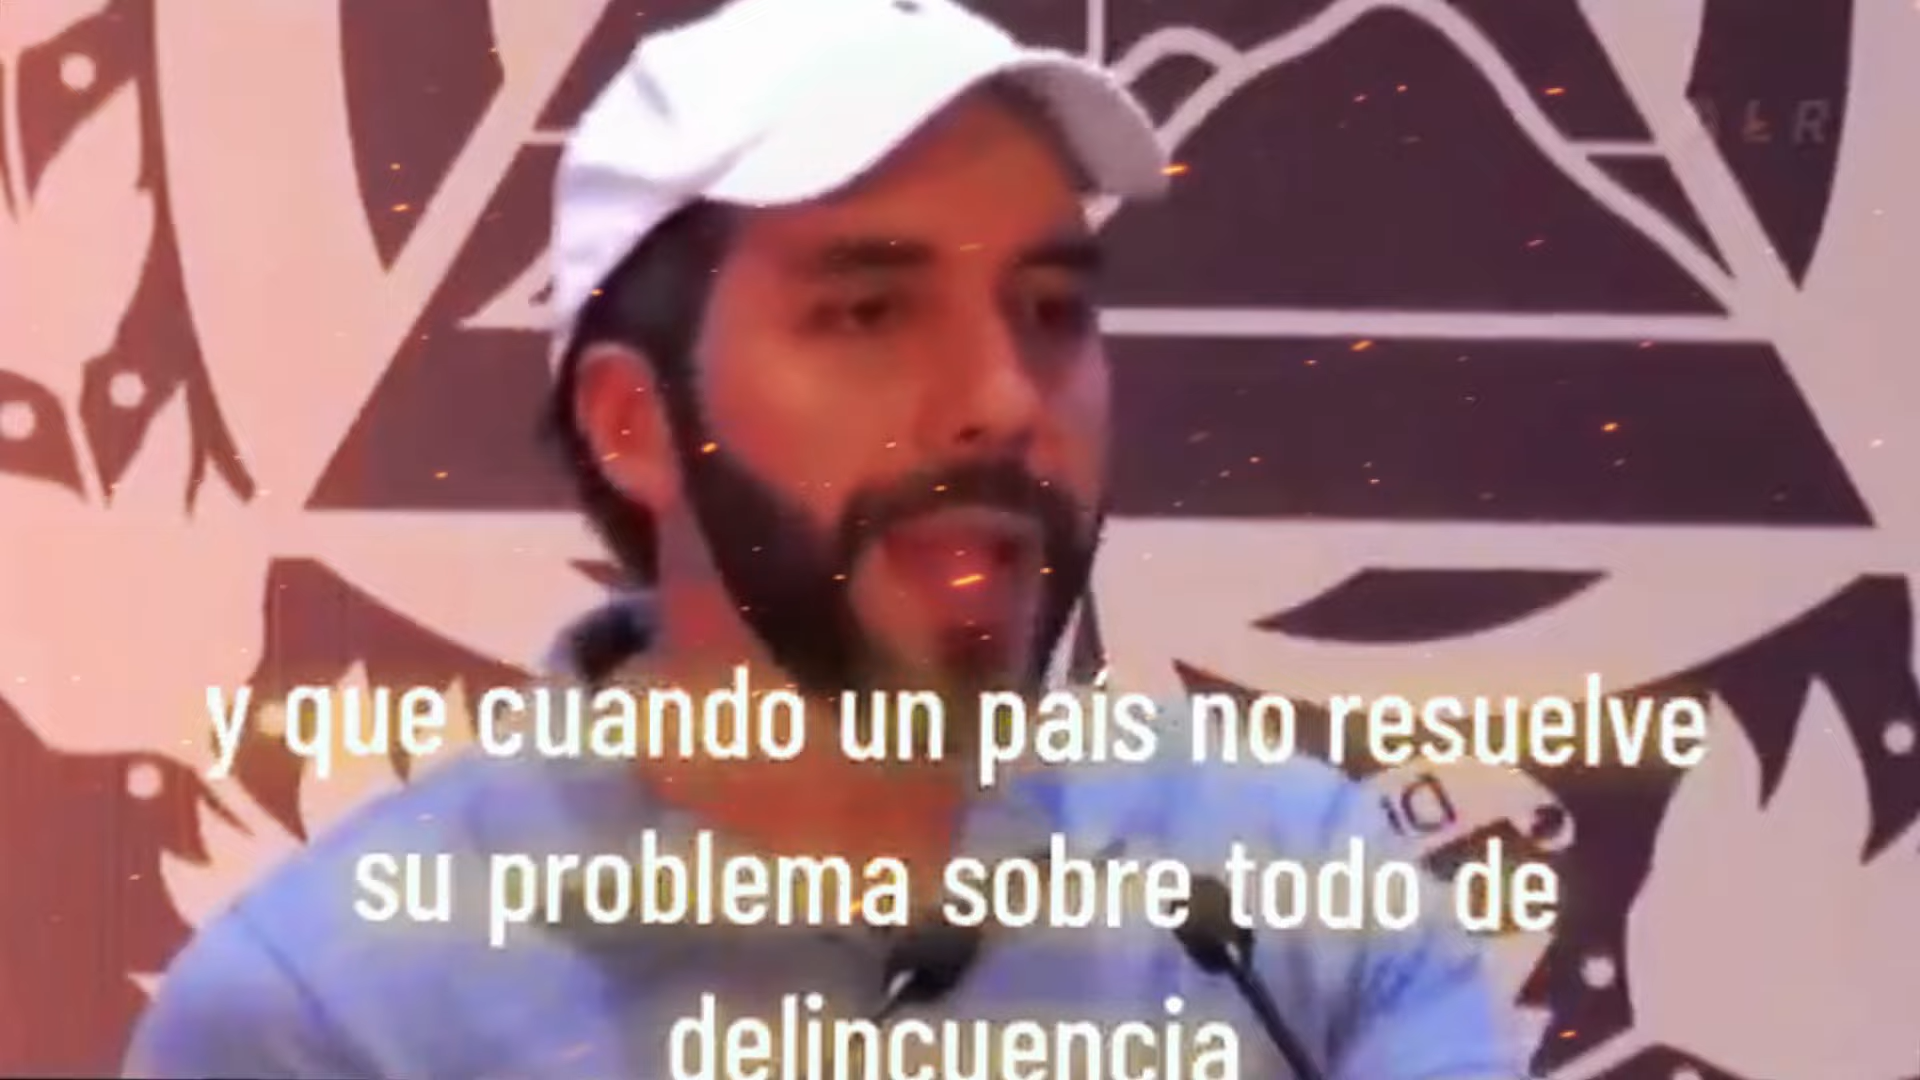 y que cuando un país no resuelve
su problema sobre todo de
delincuencia